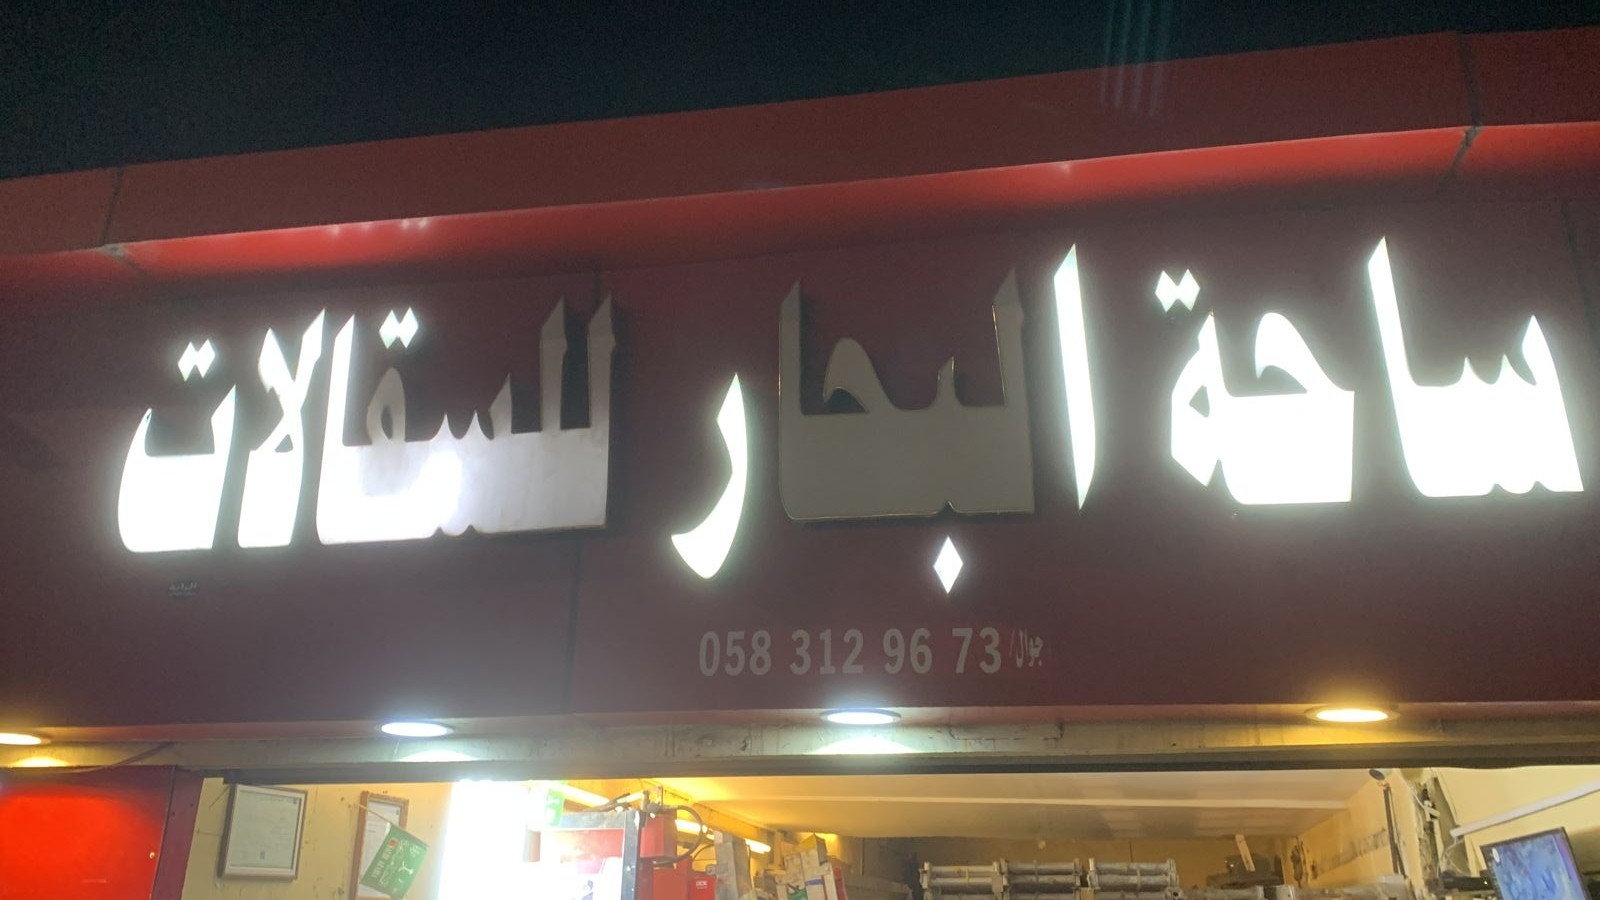 ساحة البحار للسقالات
جوال/ 058 312 96 73